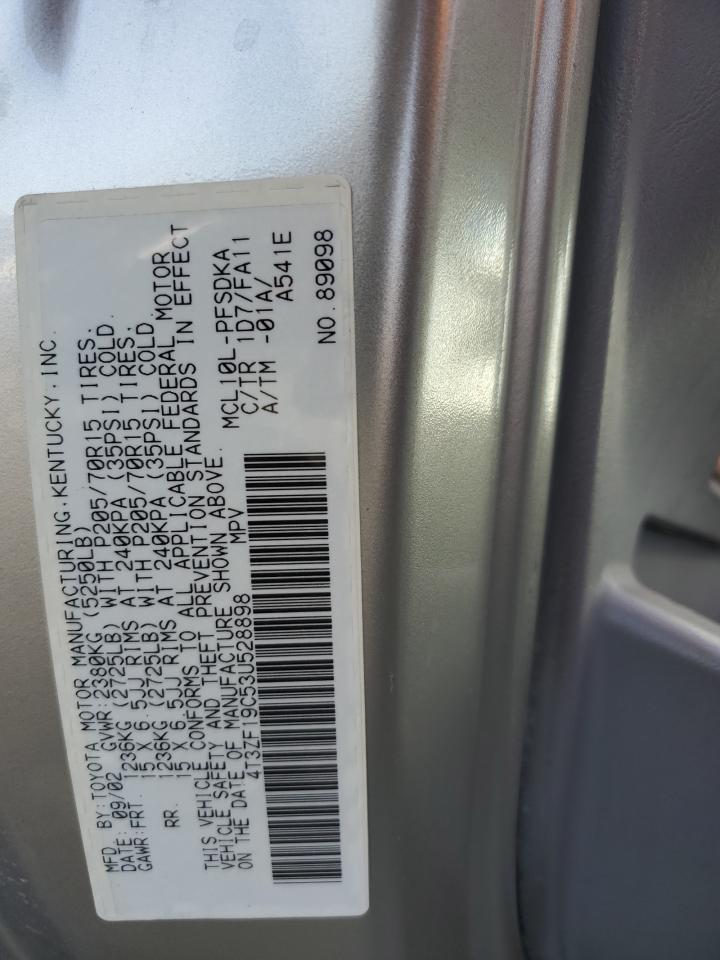 MFD. BY:TOYOTA MOTOR MANUFACTURING.KENTUCKY.INC.
DATE: 09/02 GVWR:2380KG (5250LB)
GAWR:FRT. 1236KG (2725LB) WITH P205/70R15 TIRES.
15 X 6.5JJ RIMS AT 240KPA (35PSI) COLD.
RR. 1236KG (2725LB) WITH P205/70R15 TIRES.
15 X 6.5JJ RIMS AT 240KPA (35PSI) COLD.
THIS VEHICLE CONFORMS TO ALL APPLICABLE FEDERAL MOTOR
VEHICLE SAFETY AND THEFT PREVENTION STANDARDS IN EFFECT
ON THE DATE OF MANUFACTURE SHOWN ABOVE.
4T3ZF19C53U528898 MPV
MCL10L-PFSDKA
C/TR 1D7/FA11
A/TM -01A/
A541E
NO.89098